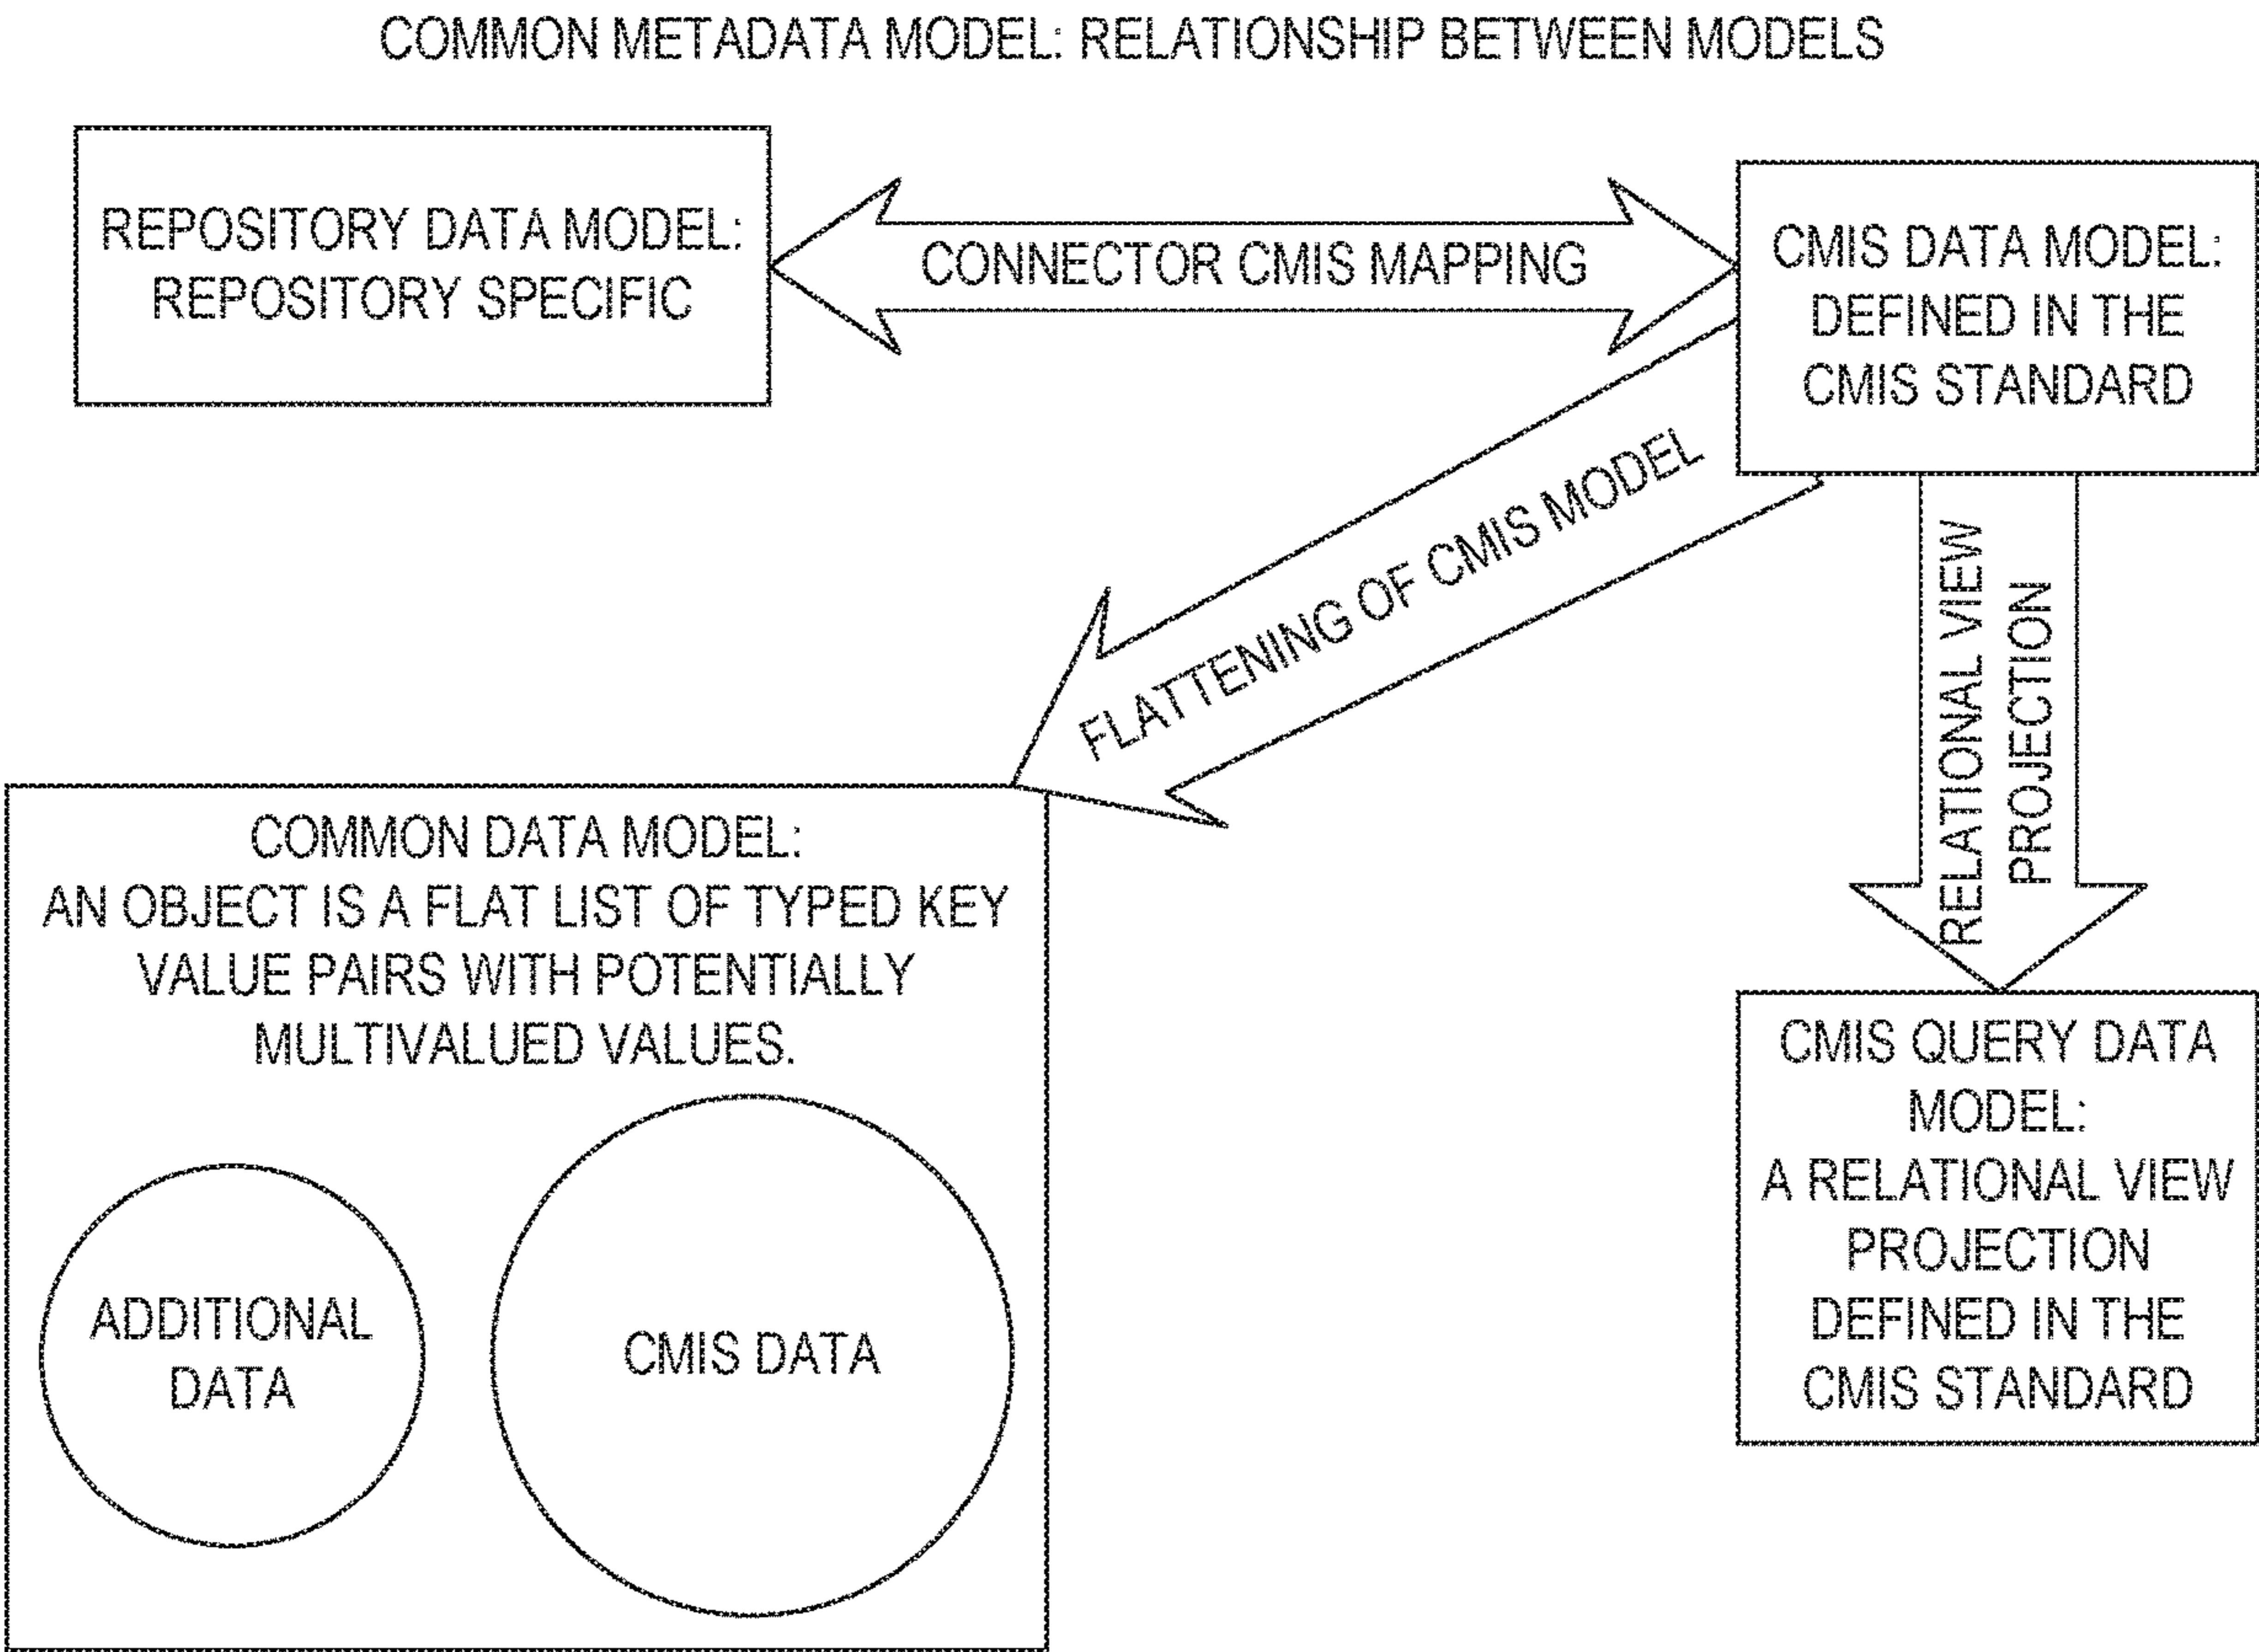 COMMON METADATA MODEL: RELATIONSHIP BETWEEN MODELS
REPOSITORY DATA MODEL:
REPOSITORY SPECIFIC
CONNECTOR CMIS MAPPING
CMIS DATA MODEL:
DEFINED IN THE
CMIS STANDARD
FLATTENING OF CMIS MODEL
RELATIONAL VIEW
PROJECTION
COMMON DATA MODEL:
AN OBJECT IS A FLAT LIST OF TYPED KEY
VALUE PAIRS WITH POTENTIALLY
MULTIVALUED VALUES.
ADDITIONAL
DATA
CMIS DATA
CMIS QUERY DATA
MODEL:
A RELATIONAL VIEW
PROJECTION
DEFINED IN THE
CMIS STANDARD